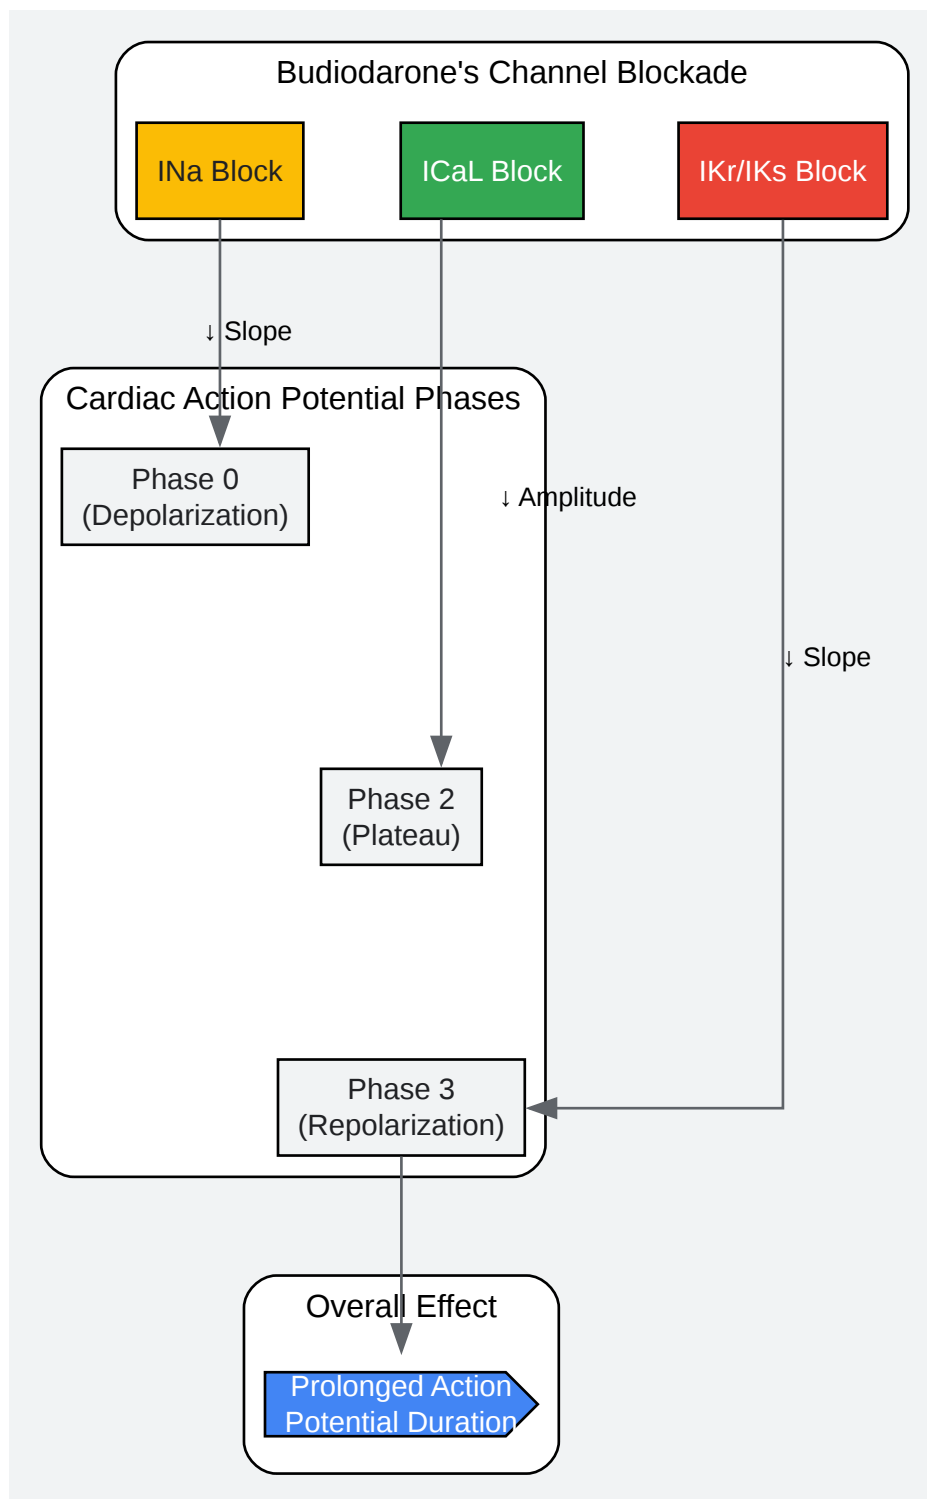 Budiodarone's Channel Blockade
INa Block
ICaL Block
IKr/IKs Block
↓ Slope
Cardiac Action Potential Phases
Phase 0
(Depolarization)
↓ Amplitude
↓ Slope
Phase 2
(Plateau)
Phase 3
(Repolarization)
Overall Effect
Prolonged Action
Potential Duration